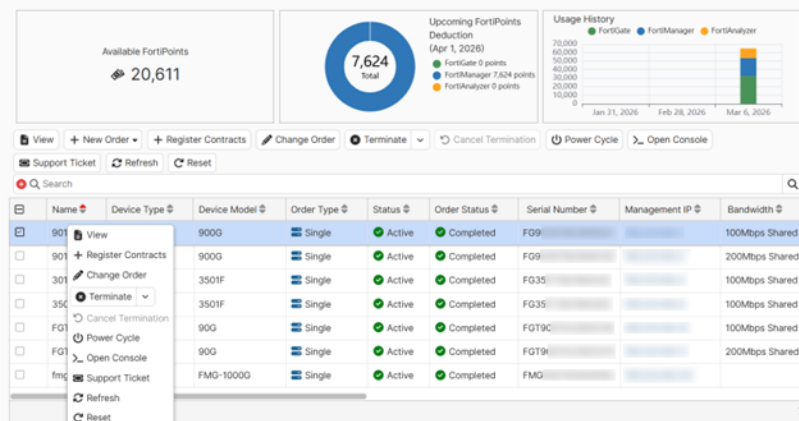 Available FortiPoints
20,611
Upcoming FortiPoints
Deduction
(Apr 1, 2026)
7,624
Total
FortiGate 0 points
FortiManager 7,624 points
FortiAnalyzer 0 points
Usage History
FortiGate FortiManager FortiAnalyzer
70,000
60,000
50,000
40,000
30,000
20,000
10,000
0
Jan 31, 2026 Feb 28, 2026 Mar 6, 2026
View + New Order + Register Contracts Change Order Terminate Cancel Termination Power Cycle >_ Open Console
Support Ticket Refresh Reset
Search
Name Device Type Device Model Order Type Status Order Status Serial Number Management IP Bandwidth
901 900G Single Active Completed FG9 100Mbps Shared
901 900G Single Active Completed FG9 200Mbps Shared
301 3501F Single Active Completed FG35 100Mbps Shared
350 3501F Single Active Completed FG35 100Mbps Shared
FGT 90G Single Active Completed FGT90 100Mbps Shared
FGT 90G Single Active Completed FGT9 200Mbps Shared
fmg FMG-1000G Single Active Completed FMG
View
+ Register Contracts
Change Order
Terminate
Cancel Termination
Power Cycle
>_ Open Console
Support Ticket
Refresh
Reset